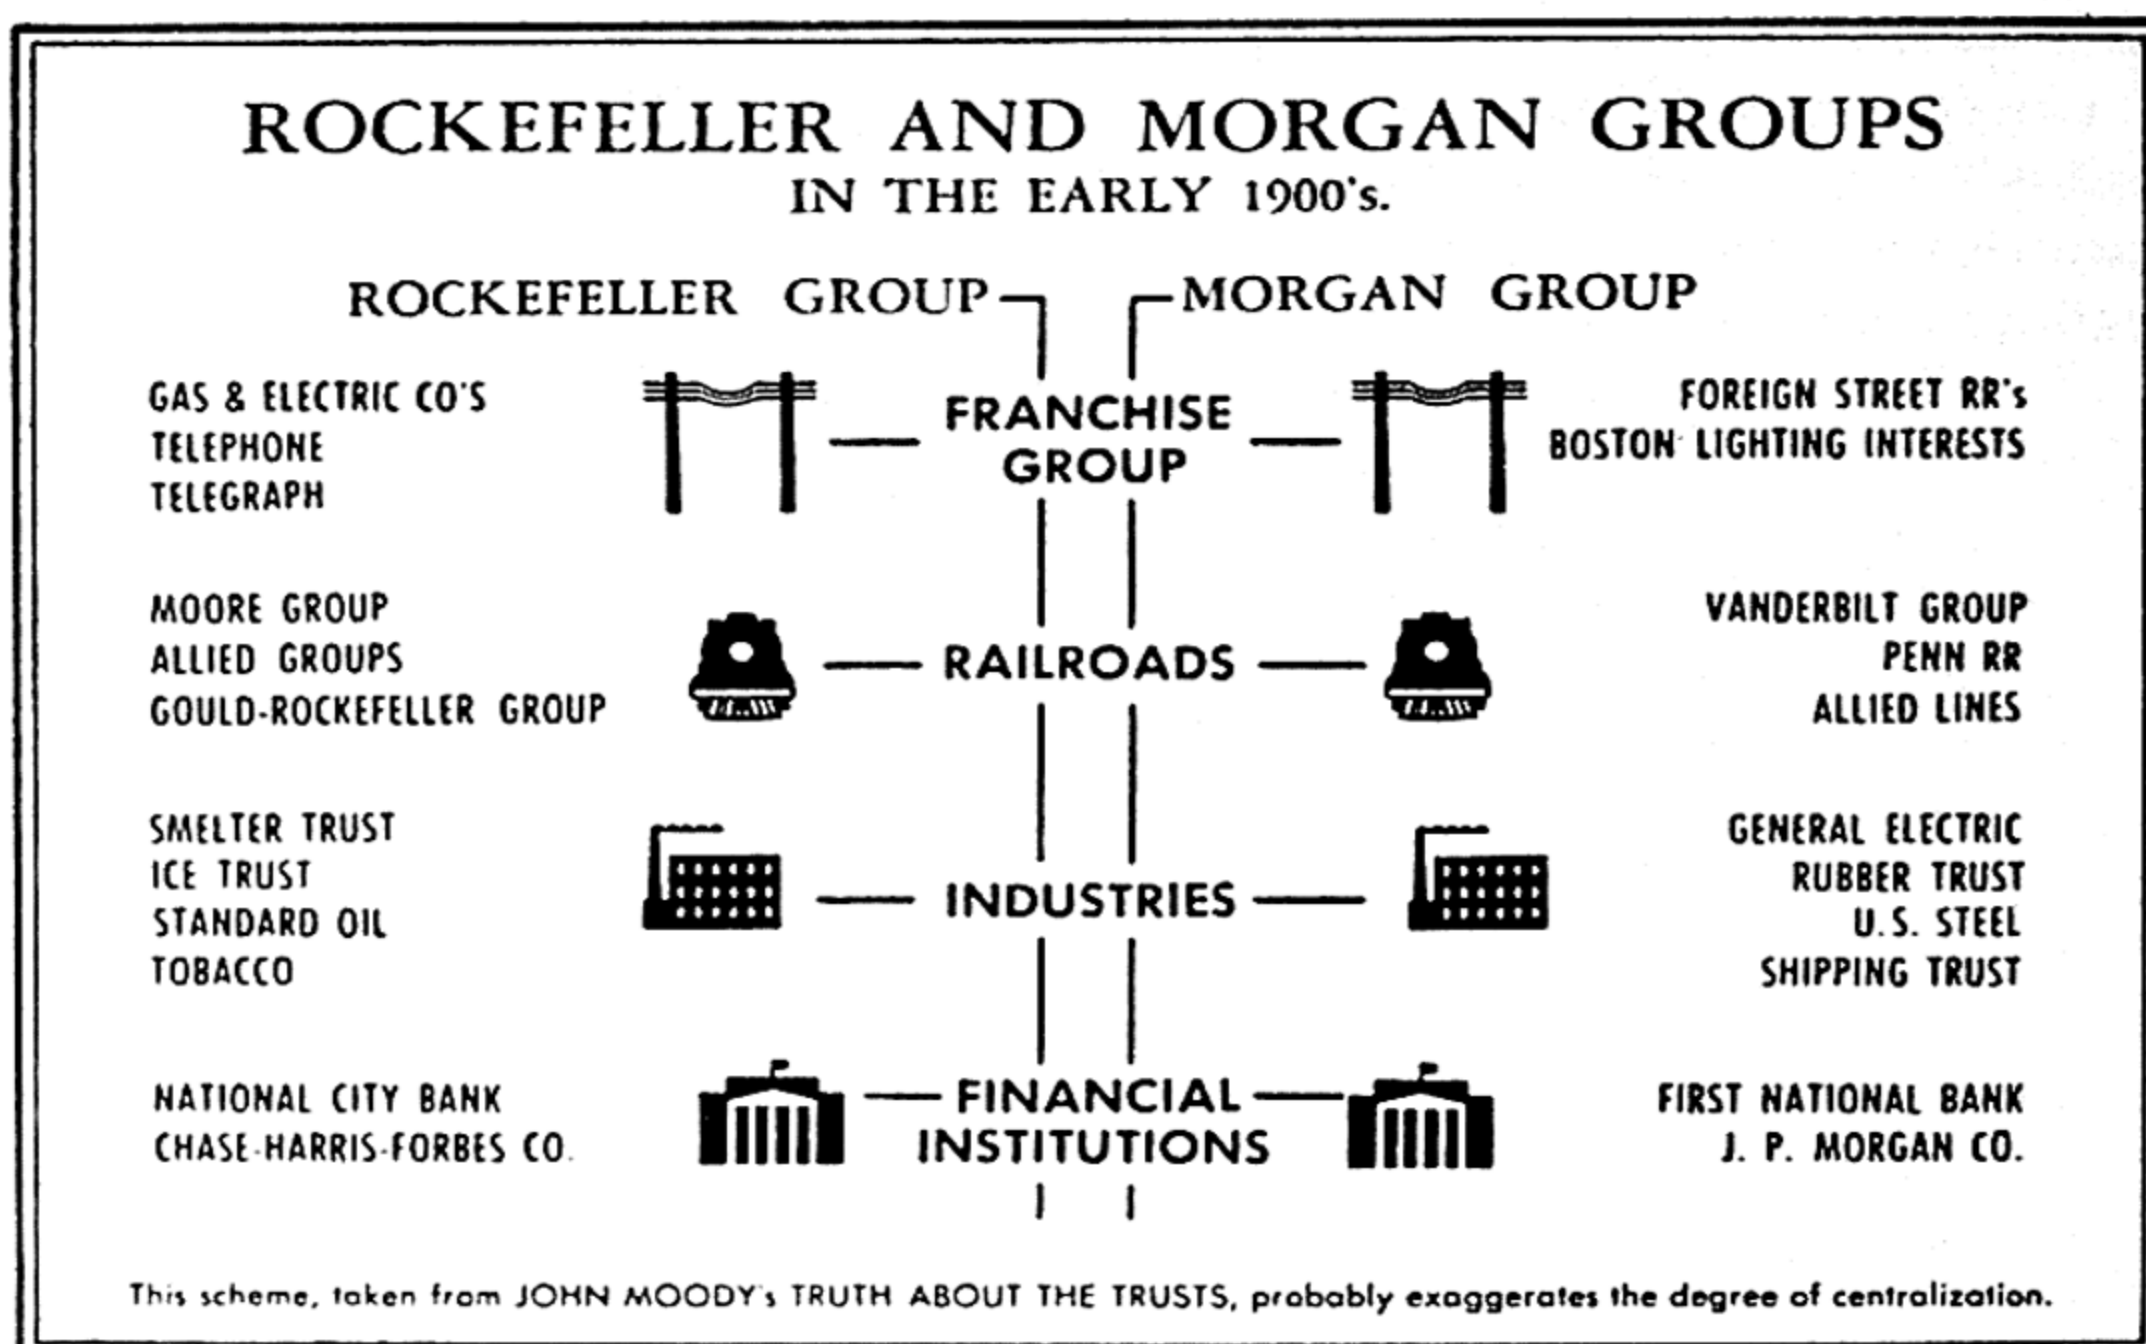 ROCKEFELLER AND MORGAN GROUPS
IN THE EARLY 1900's.
ROCKEFELLER GROUP
MORGAN GROUP
GAS & ELECTRIC CO'S
TELEPHONE
TELEGRAPH
FRANCHISE
GROUP
FOREIGN STREET RR's
BOSTON LIGHTING INTERESTS
MOORE GROUP
ALLIED GROUPS
GOULD-ROCKEFELLER GROUP
RAILROADS
VANDERBILT GROUP
PENN RR
ALLIED LINES
SMELTER TRUST
ICE TRUST
STANDARD OIL
TOBACCO
INDUSTRIES
GENERAL ELECTRIC
RUBBER TRUST
U.S. STEEL
SHIPPING TRUST
NATIONAL CITY BANK
CHASE-HARRIS-FORBES CO.
FINANCIAL
INSTITUTIONS
FIRST NATIONAL BANK
J. P. MORGAN CO.
This scheme, taken from JOHN MOODY's TRUTH ABOUT THE TRUSTS, probably exaggerates the degree of centralization.